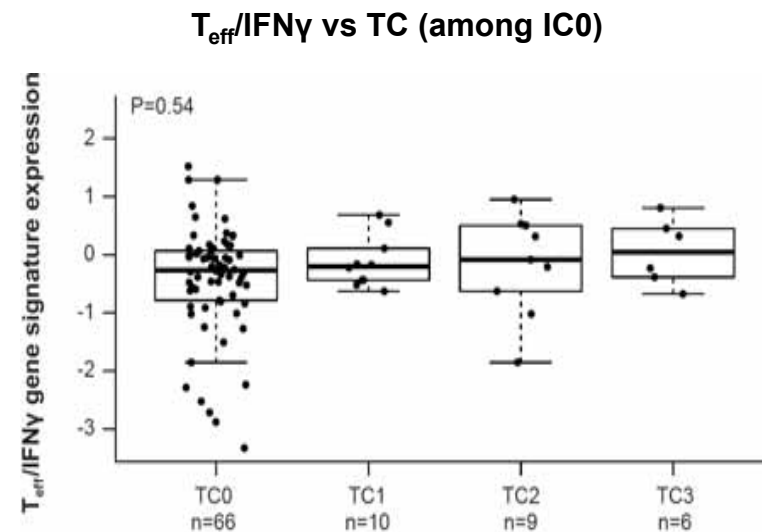 Teff/IFNγ vs TC (among IC0)
Teff/IFNγ gene signature expression
P=0.54
2
1
0
-1
-2
-3
TC0 TC1 TC2 TC3
n=66 n=10 n=9 n=6